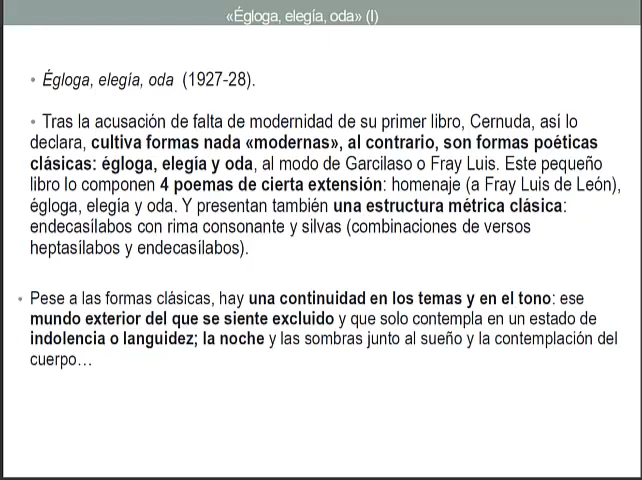 «Égloga, elegía, oda» (I)
• Égloga, elegía, oda (1927-28).
• Tras la acusación de falta de modernidad de su primer libro, Cernuda, así lo
declara, cultiva formas nada «modernas», al contrario, son formas poéticas
clásicas: égloga, elegía y oda, al modo de Garcilaso o Fray Luis. Este pequeño
libro lo componen 4 poemas de cierta extensión: homenaje (a Fray Luis de León),
égloga, elegía y oda. Y presentan también una estructura métrica clásica:
endecasílabos con rima consonante y silvas (combinaciones de versos
heptasílabos y endecasílabos).
• Pese a las formas clásicas, hay una continuidad en los temas y en el tono: ese
mundo exterior del que se siente excluido y que solo contempla en un estado de
indolencia o languidez; la noche y las sombras junto al sueño y la contemplación del
cuerpo…